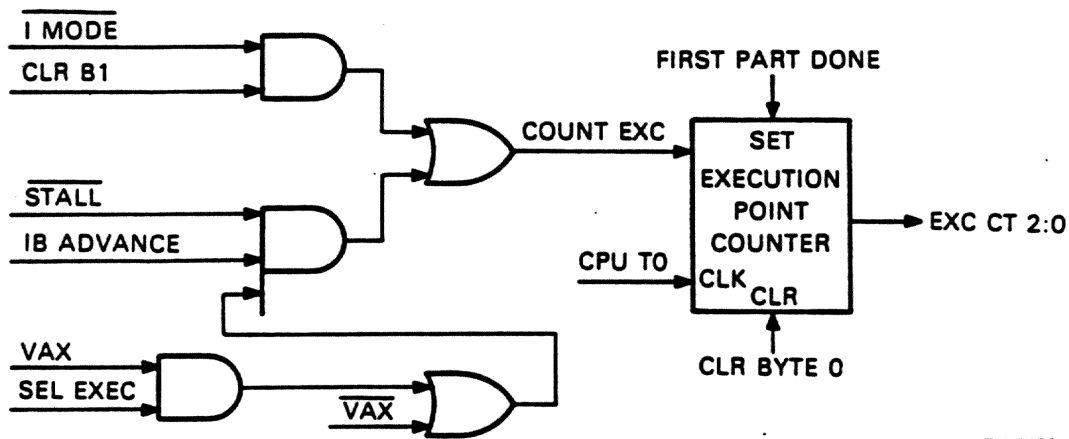 I MODE
CLR B1
FIRST PART DONE
COUNT EXC
SET
EXECUTION
POINT
COUNTER
EXC CT 2:0
STALL
IB ADVANCE
CPU T0
CLK
CLR
CLR BYTE 0
VAX
SEL EXEC
VAX